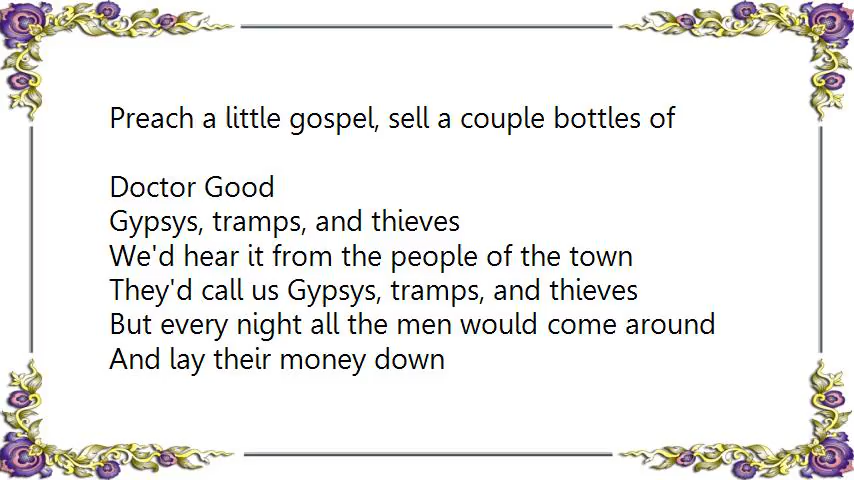 Preach a little gospel, sell a couple bottles of
Doctor Good
Gypsys, tramps, and thieves
We'd hear it from the people of the town
They'd call us Gypsys, tramps, and thieves
But every night all the men would come around
And lay their money down